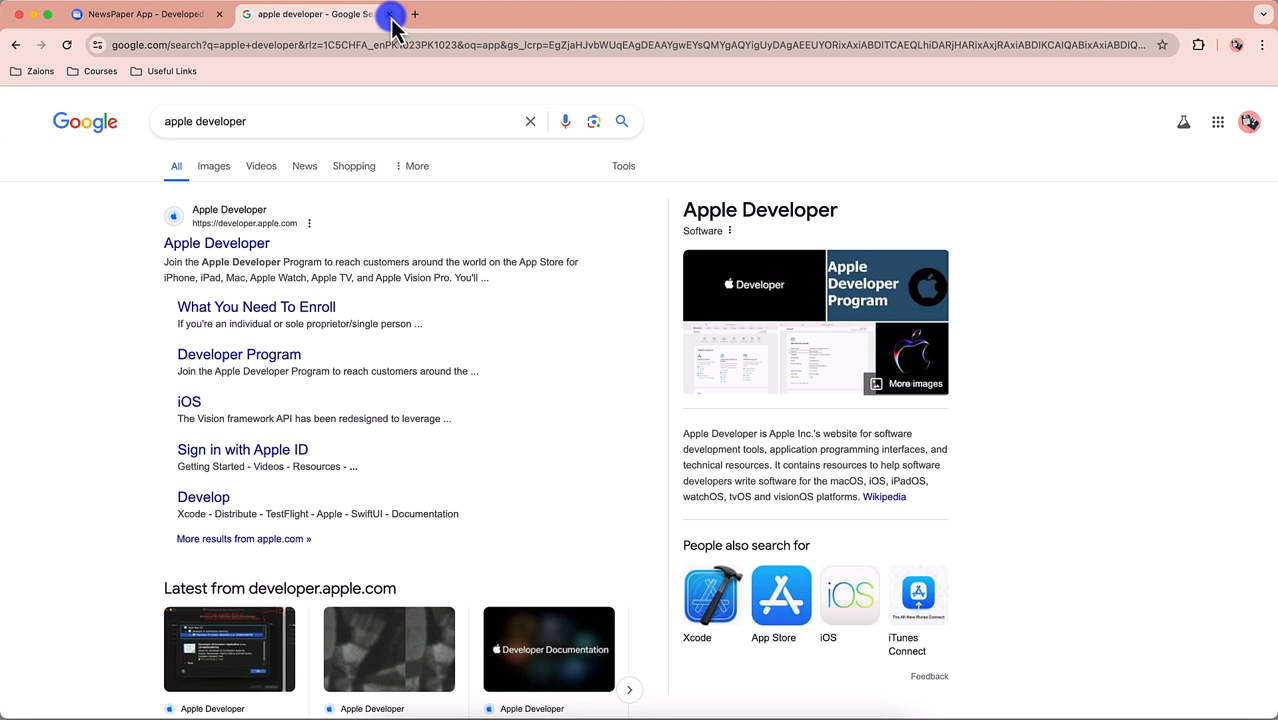 NewsPaper App - Developed
apple developer - Google Se
google.com/search?q=apple+developer&rlz=1C5CHFA_enPK1023PK1023&oq=app&gs_lcrp=EgZjaHJvbWUqEAgDEAAYgwEYsQMYgAQYigUyDAgAEEUYORixAxiABDITCAEQLhiDARjHARixAxjRAxiABDIKCAIQABixAxiABDIQ...
Zaions
Courses
Useful Links
Google
apple developer
All
Images
Videos
News
Shopping
More
Tools
Apple Developer
https://developer.apple.com
Apple Developer
Join the Apple Developer Program to reach customers around the world on the App Store for
iPhone, iPad, Mac, Apple Watch, Apple TV, and Apple Vision Pro. You'll ...
What You Need To Enroll
If you're an individual or sole proprietor/single person ...
Developer Program
Join the Apple Developer Program to reach customers around the ...
iOS
The Vision framework API has been redesigned to leverage ...
Sign in with Apple ID
Getting Started - Videos - Resources - ...
Develop
Xcode - Distribute - TestFlight - Apple - SwiftUI - Documentation
More results from apple.com »
Latest from developer.apple.com
Developer Documentation
Apple Developer
Apple Developer
Apple Developer
Apple Developer
Software
Developer
Apple
Developer
Program
More images
Apple Developer is Apple Inc.'s website for software
development tools, application programming interfaces, and
technical resources. It contains resources to help software
developers write software for the macOS, iOS, iPadOS,
watchOS, tvOS and visionOS platforms. Wikipedia
People also search for
iOS
The All-New iTunes Connect
Xcode
App Store
iOS
iTunes
Connect
Feedback